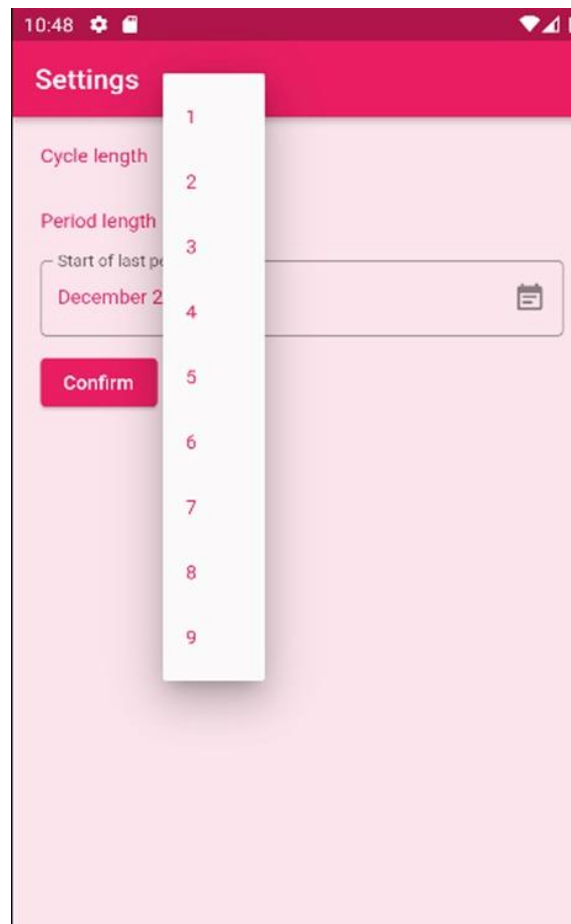 10:48
Settings
1
Cycle length
2
Period length
3
Start of last
December 2
4
Confirm
5
6
7
8
9